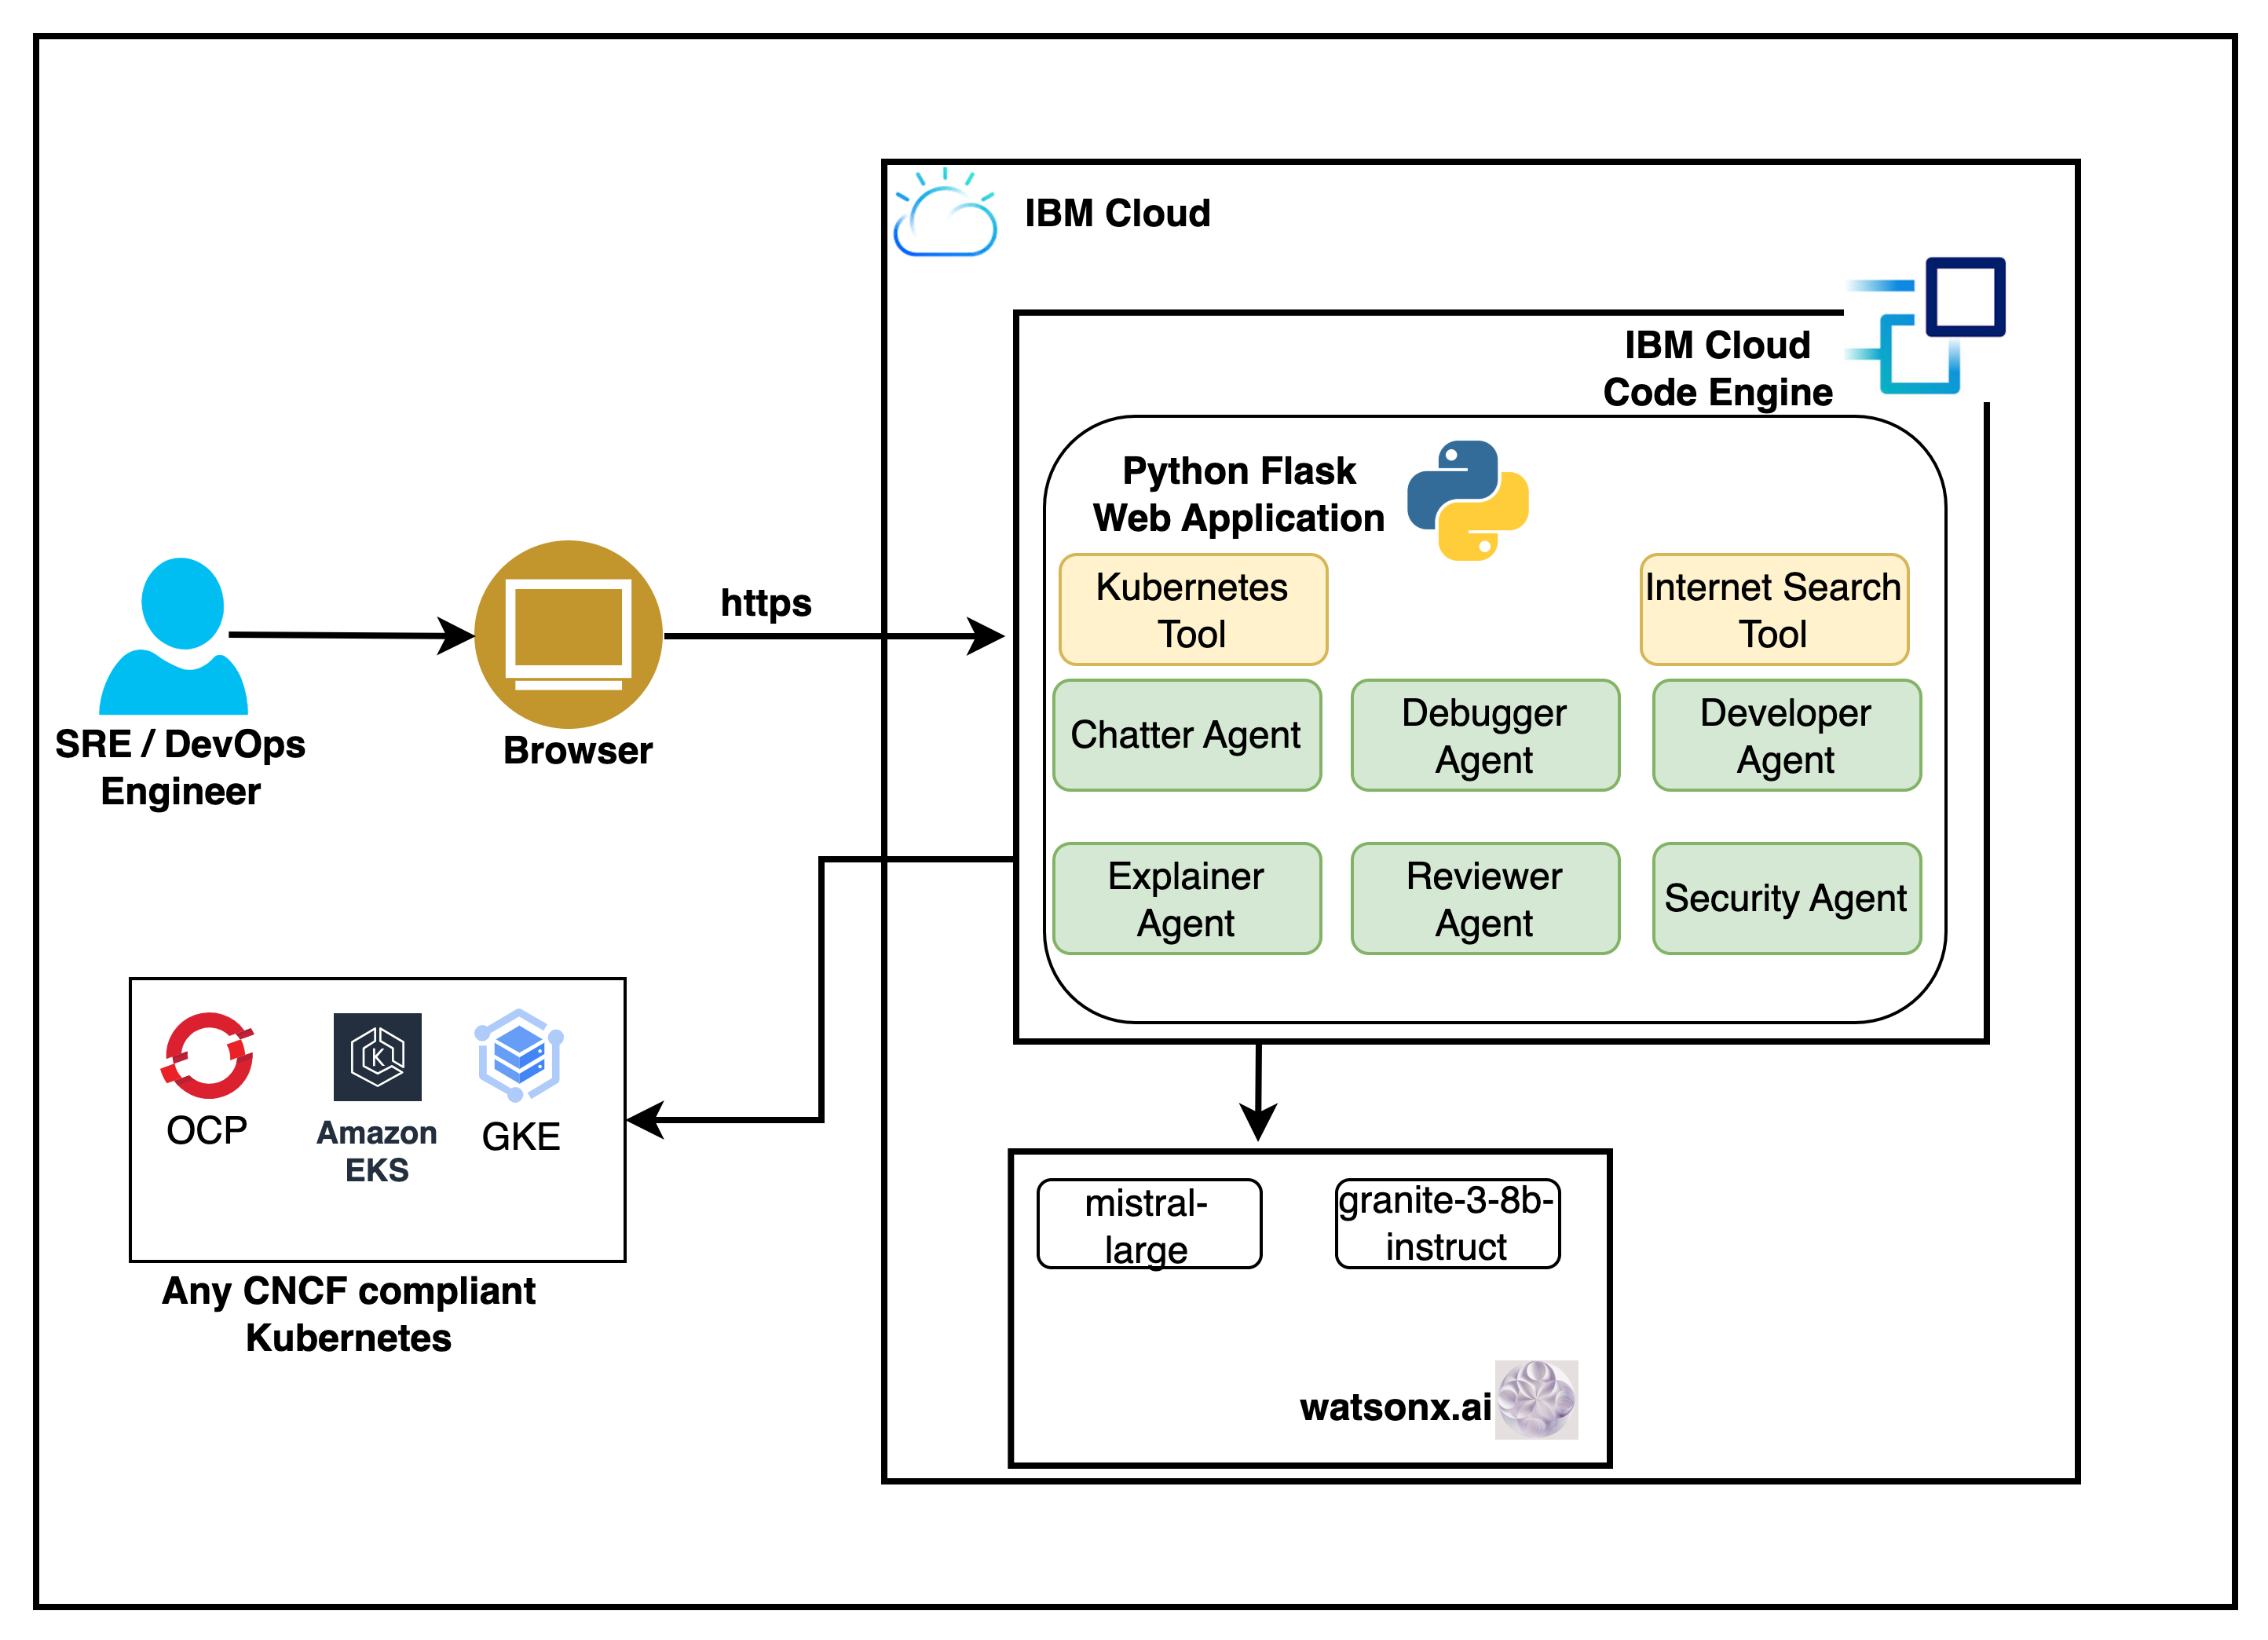 IBM Cloud
IBM Cloud
Code Engine
Python Flask
Web Application
Kubernetes
Tool
Internet Search
Tool
Chatter Agent
Debugger
Agent
Developer
Agent
Explainer
Agent
Reviewer
Agent
Security Agent
https
SRE / DevOps
Engineer
Browser
OCP
Amazon
EKS
GKE
K
Any CNCF compliant
Kubernetes
mistral-
large
granite-3-8b-
instruct
watsonx.ai